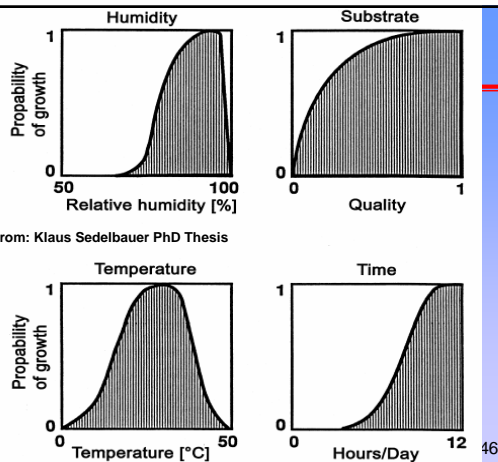 Humidity
1
Propability
of growth
0
50
100
Relative humidity [%]
Substrate
1
0
0
1
Quality
rom: Klaus Sedelbauer PhD Thesis
Temperature
1
Propability
of growth
0
0
50
Temperature [°C]
Time
1
0
0
12
Hours/Day
46